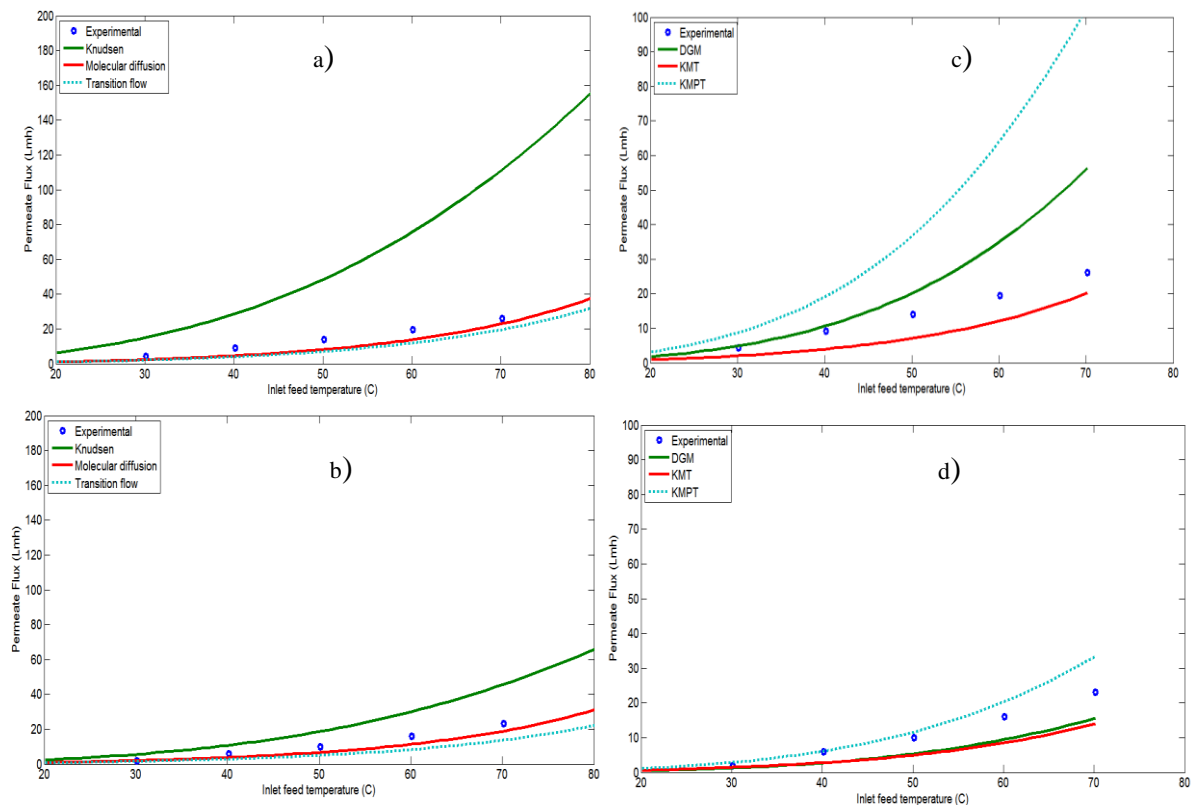 200
180
160
140
120
100
80
60
40
20
0
Permeate Flux (Lmh)
Experimental
Knudsen
Molecular diffusion
Transition flow
a)
20 30 40 50 60 70 80
Inlet feed temperature (C)
100
90
80
70
60
50
40
30
20
10
0
Permeate Flux (Lmh)
Experimental
DGM
KMT
KMPT
c)
20 30 40 50 60 70 80
Inlet feed temperature (C)
200
180
160
140
120
100
80
60
40
20
0
Permeate Flux (Lmh)
Experimental
Knudsen
Molecular diffusion
Transition flow
b)
20 30 40 50 60 70 80
Inlet feed temperature (C)
100
90
80
70
60
50
40
30
20
10
0
Permeate Flux (Lmh)
Experimental
DGM
KMT
KMPT
d)
20 30 40 50 60 70 80
Inlet feed temperature (C)